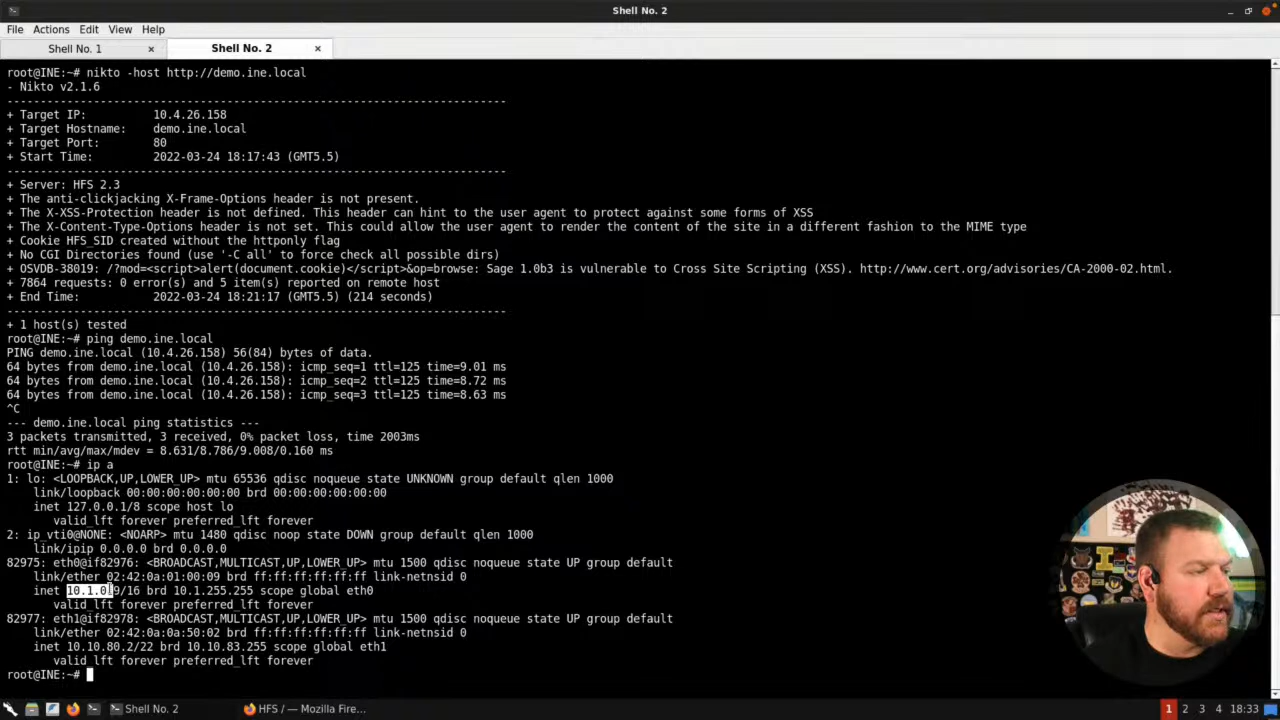 Shell No. 2
File Actions Edit View Help
Shell No. 1 × Shell No. 2 ×
root@INE:~# nikto -host http://demo.ine.local
- Nikto v2.1.6
---------------------------------------------------------------------------
+ Target IP: 10.4.26.158
+ Target Hostname: demo.ine.local
+ Target Port: 80
+ Start Time: 2022-03-24 18:17:43 (GMT5.5)
---------------------------------------------------------------------------
+ Server: HFS 2.3
+ The anti-clickjacking X-Frame-Options header is not present.
+ The X-XSS-Protection header is not defined. This header can hint to the user agent to protect against some forms of XSS
+ The X-Content-Type-Options header is not set. This could allow the user agent to render the content of the site in a different fashion to the MIME type
+ Cookie HFS_SID created without the httponly flag
+ No CGI Directories found (use '-C all' to force check all possible dirs)
+ OSVDB-38019: /?mod=<script>alert(document.cookie)</script>&op=browse: Sage 1.0b3 is vulnerable to Cross Site Scripting (XSS). http://www.cert.org/advisories/CA-2000-02.html.
+ 7864 requests: 0 error(s) and 5 item(s) reported on remote host
+ End Time: 2022-03-24 18:21:17 (GMT5.5) (214 seconds)
---------------------------------------------------------------------------
+ 1 host(s) tested
root@INE:~# ping demo.ine.local
PING demo.ine.local (10.4.26.158) 56(84) bytes of data.
64 bytes from demo.ine.local (10.4.26.158): icmp_seq=1 ttl=125 time=9.01 ms
64 bytes from demo.ine.local (10.4.26.158): icmp_seq=2 ttl=125 time=8.72 ms
64 bytes from demo.ine.local (10.4.26.158): icmp_seq=3 ttl=125 time=8.63 ms
^C
--- demo.ine.local ping statistics ---
3 packets transmitted, 3 received, 0% packet loss, time 2003ms
rtt min/avg/max/mdev = 8.631/8.786/9.008/0.160 ms
root@INE:~# ip a
1: lo: <LOOPBACK,UP,LOWER_UP> mtu 65536 qdisc noqueue state UNKNOWN group default qlen 1000
link/loopback 00:00:00:00:00:00 brd 00:00:00:00:00:00
inet 127.0.0.1/8 scope host lo
valid_lft forever preferred_lft forever
2: ip_vti0@NONE: <NOARP> mtu 1480 qdisc noop state DOWN group default qlen 1000
link/ipip 0.0.0.0 brd 0.0.0.0
82975: eth0@if82976: <BROADCAST,MULTICAST,UP,LOWER_UP> mtu 1500 qdisc noqueue state UP group default
link/ether 02:42:0a:01:00:09 brd ff:ff:ff:ff:ff:ff link-netnsid 0
inet 10.1.0.9/16 brd 10.1.255.255 scope global eth0
valid_lft forever preferred_lft forever
82977: eth1@if82978: <BROADCAST,MULTICAST,UP,LOWER_UP> mtu 1500 qdisc noqueue state UP group default
link/ether 02:42:0a:0a:50:02 brd ff:ff:ff:ff:ff:ff link-netnsid 0
inet 10.10.80.2/22 brd 10.10.83.255 scope global eth1
valid_lft forever preferred_lft forever
root@INE:~#
Shell No. 2 HFS / — Mozilla Fire... 1 2 3 4 18:33